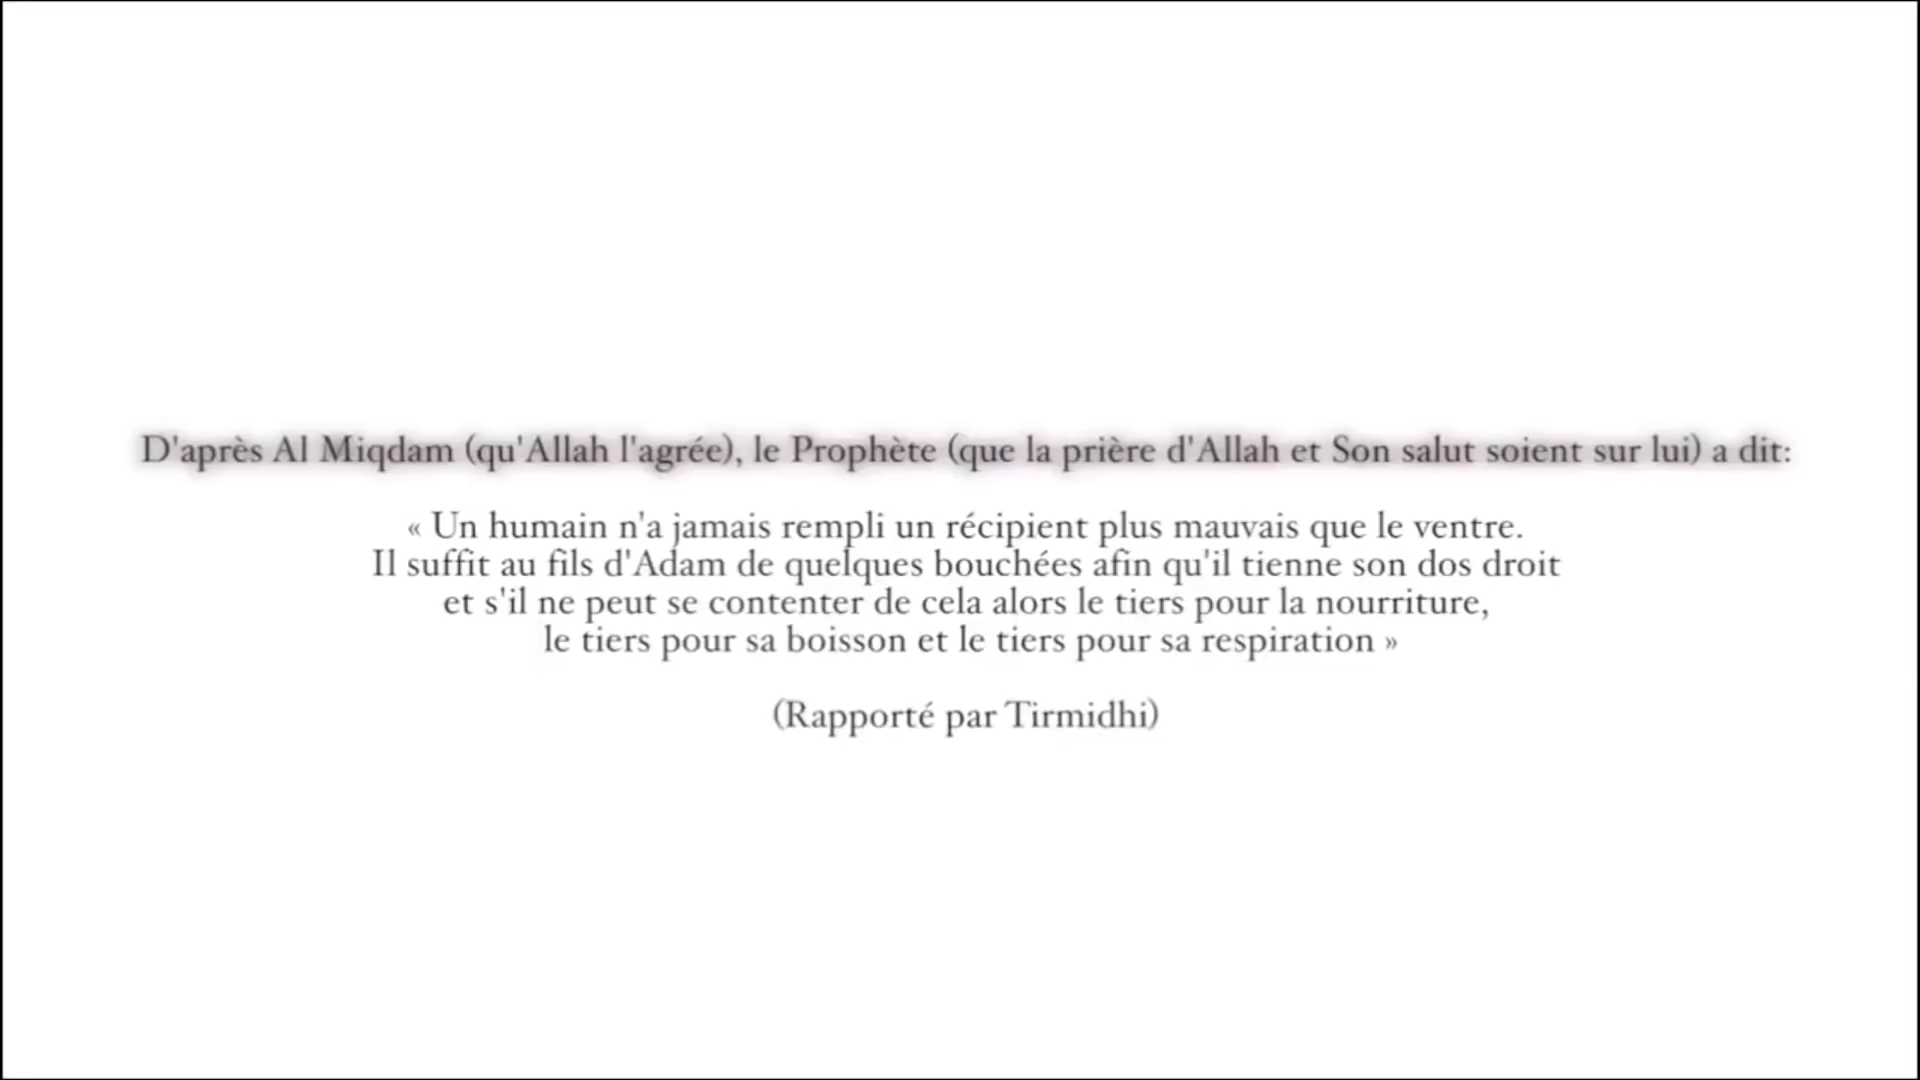 D'après Al Miqdam (qu'Allah l'agrée), le Prophète (que la prière d'Allah et Son salut soient sur lui) a dit:
« Un humain n'a jamais rempli un récipient plus mauvais que le ventre.
Il suffit au fils d'Adam de quelques bouchées afin qu'il tienne son dos droit
et s'il ne peut se contenter de cela alors le tiers pour la nourriture,
le tiers pour sa boisson et le tiers pour sa respiration »
(Rapporté par Tirmidhi)